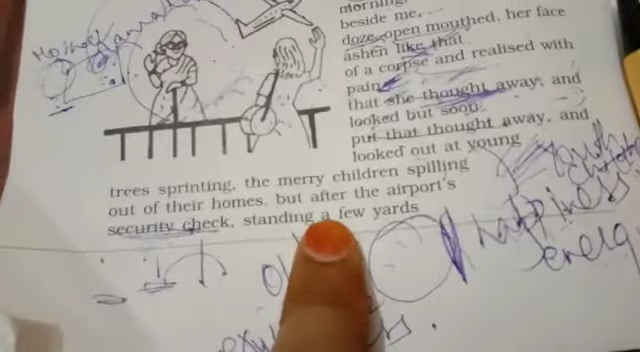 Mother
morning,
beside me,
doze, open mouthed, her face
ashen like that
of a corpse and realised with
pain
that she thought away, and
looked but soon
put that thought away, and
looked out at young
trees sprinting, the merry children spilling
out of their homes, but after the airport's
security check, standing a few yards
Youth
happiness
energy